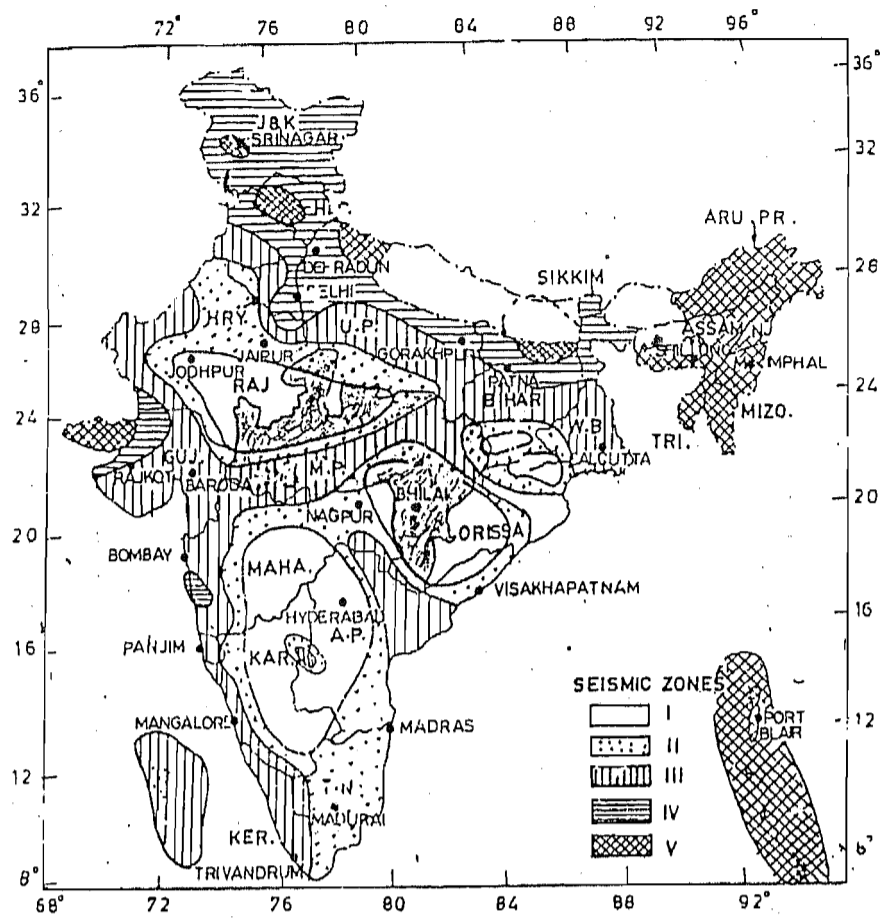 72° 76 80 84 88 92° 96°
36° 36°
J&K
SRINAGAR
32 32
ARU. PR.
DEHRADUN
SIKKIM
DELHI
28 28
HRY. U.P.
ASSAM
JAIPUR GORAKHPUR SHILLONG
JODHPUR IMPHAL
RAJ PATNA
BIHAR
24 24
W.B. MIZO.
TRI.
GUJ. M.P. CALCUTTA
RAJKOT BARODA
BHILAI
20 NAGPUR 20
ORISSA
BOMBAY
MAHA.
VISAKHAPATNAM
HYDERABAD
A.P.
16 16
PANJIM KAR.
SEISMIC ZONES
I
MANGALORE MADRAS PORT
BLAIR
12 12
II
III
T.N.
MADURAI IV
KER.
V
TRIVANDRUM
8° 8°
68° 72 76 80 84 88 92°